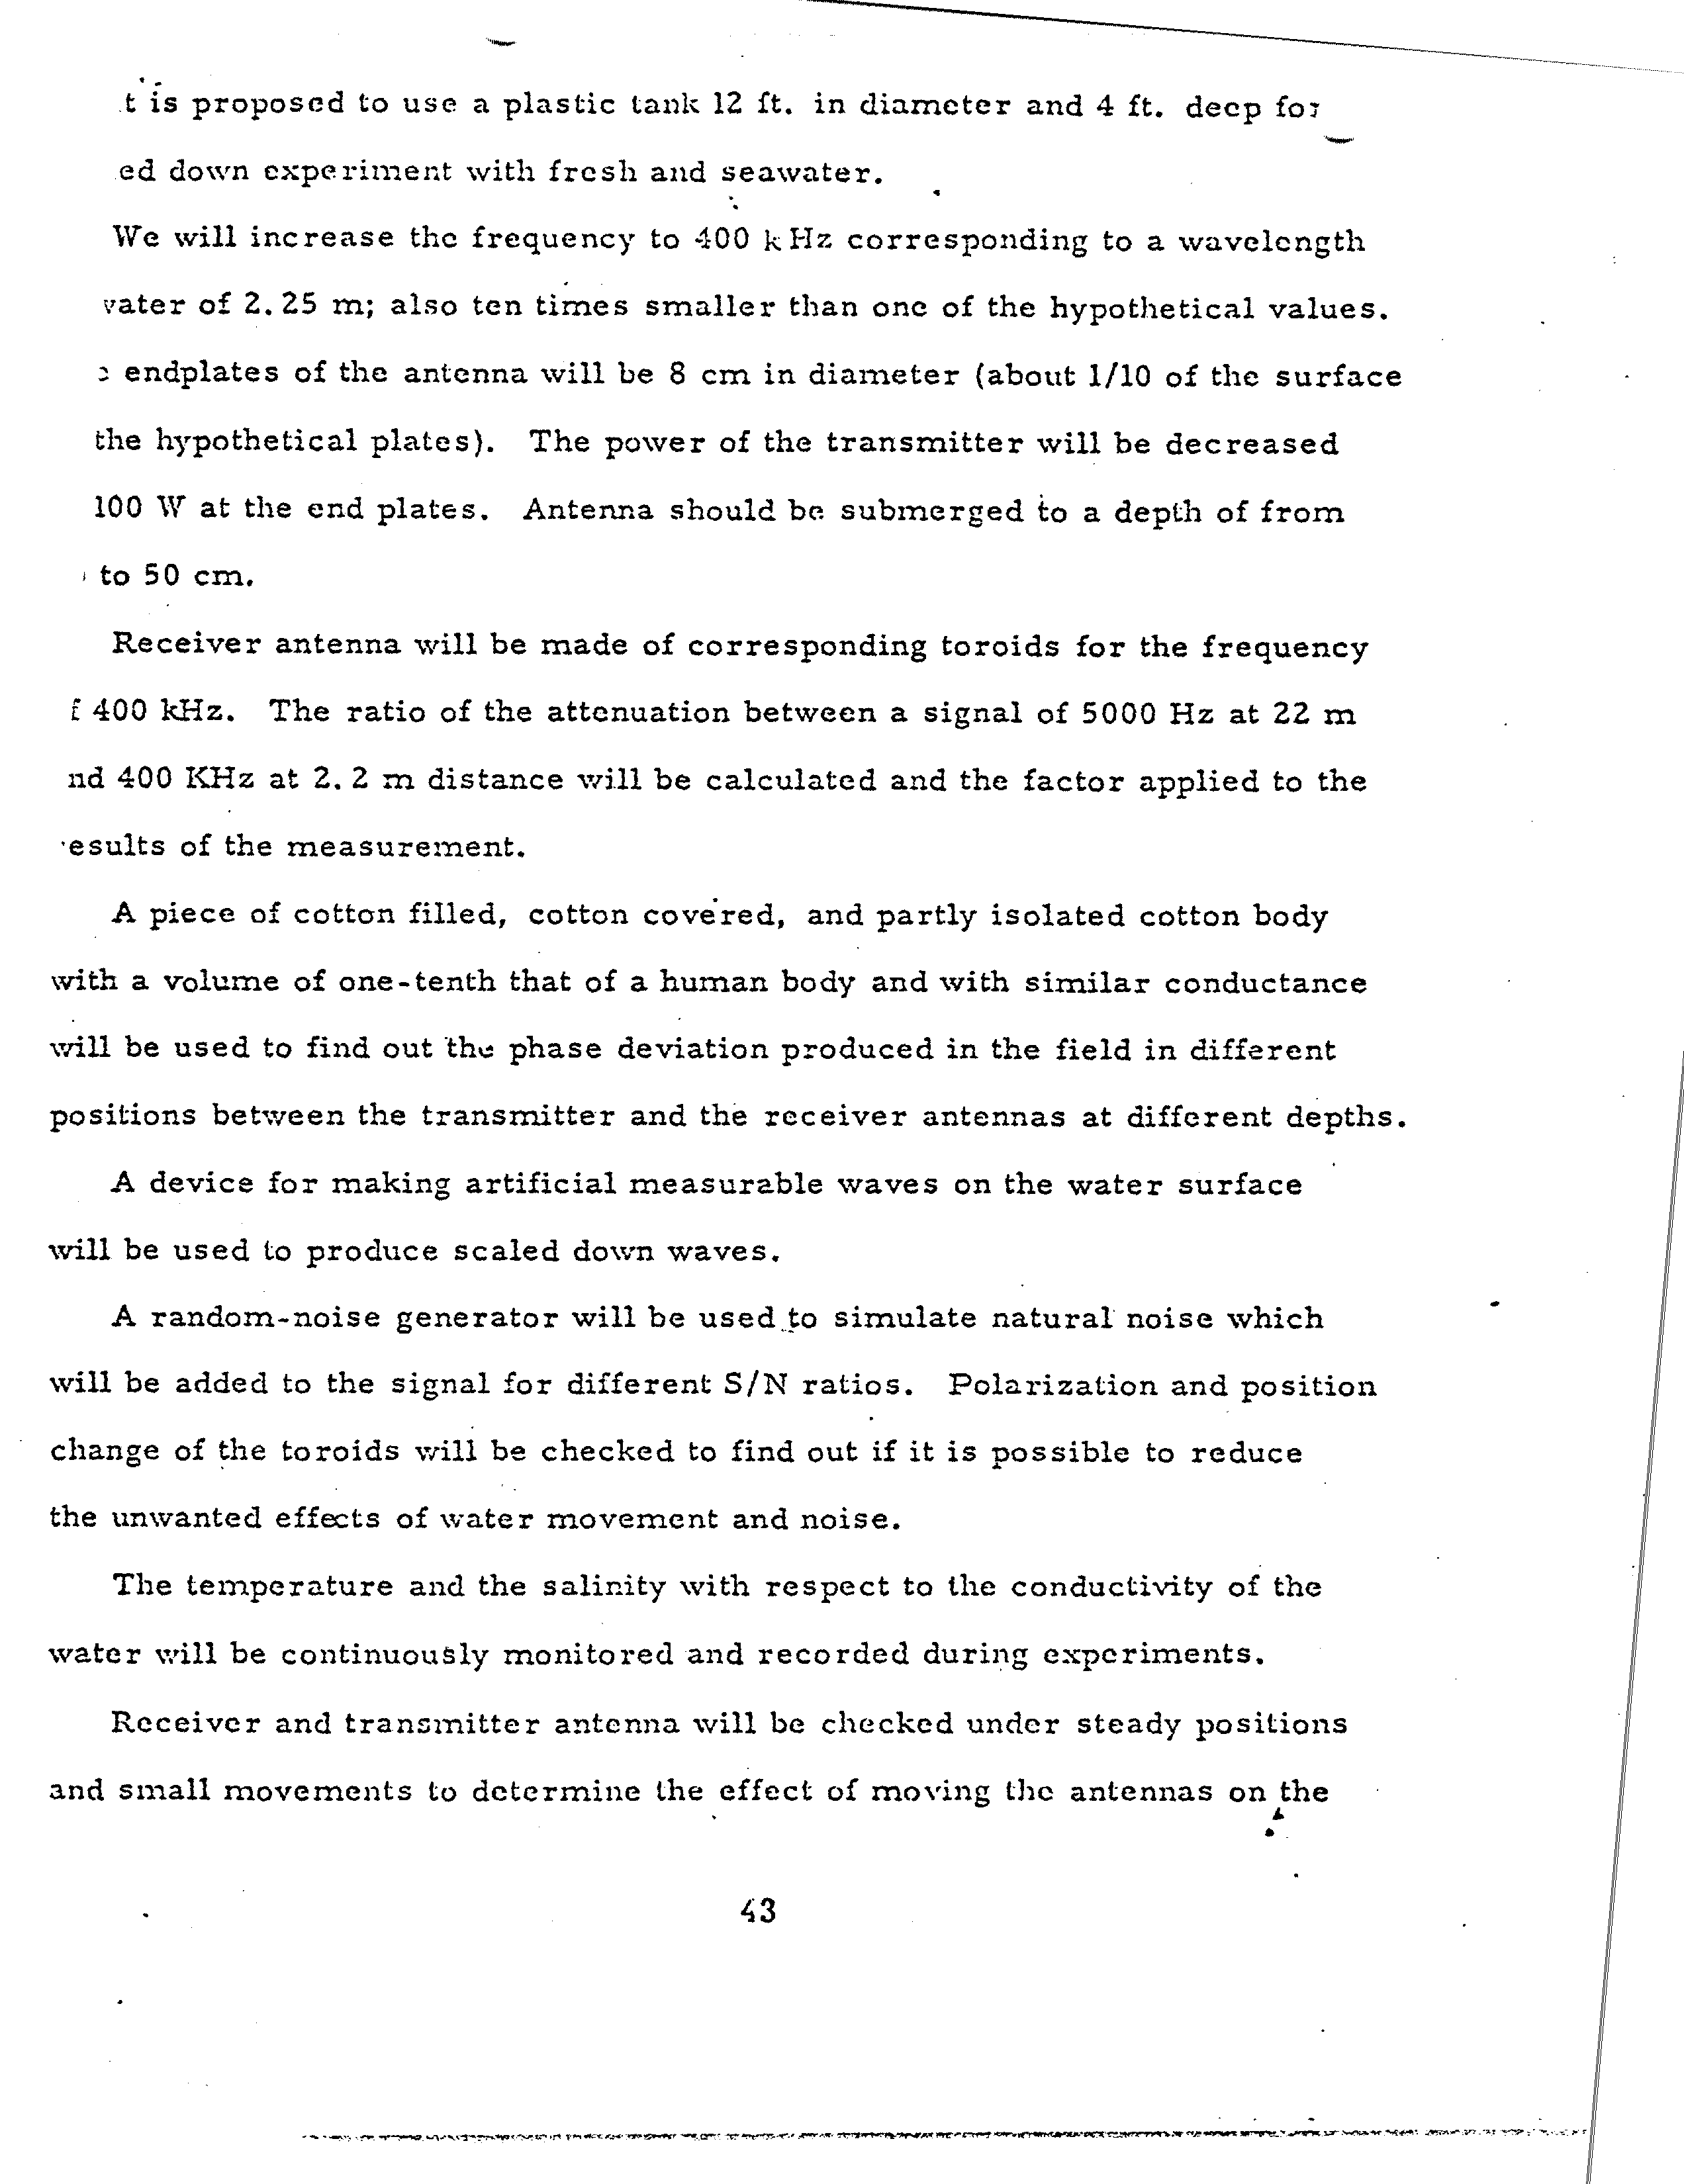 t is proposed to use a plastic tank 12 ft. in diameter and 4 ft. deep for
ed down experiment with fresh and seawater.
We will increase the frequency to 400 kHz corresponding to a wavelength
vater of 2.25 m; also ten times smaller than one of the hypothetical values.
endplates of the antenna will be 8 cm in diameter (about 1/10 of the surface
the hypothetical plates). The power of the transmitter will be decreased
100 W at the end plates. Antenna should be submerged to a depth of from
to 50 cm.
Receiver antenna will be made of corresponding toroids for the frequency
f 400 kHz. The ratio of the attenuation between a signal of 5000 Hz at 22 m
nd 400 KHz at 2.2 m distance will be calculated and the factor applied to the
esults of the measurement.
A piece of cotton filled, cotton covered, and partly isolated cotton body
with a volume of one-tenth that of a human body and with similar conductance
will be used to find out the phase deviation produced in the field in different
positions between the transmitter and the receiver antennas at different depths.
A device for making artificial measurable waves on the water surface
will be used to produce scaled down waves.
A random-noise generator will be used to simulate natural noise which
will be added to the signal for different S/N ratios. Polarization and position
change of the toroids will be checked to find out if it is possible to reduce
the unwanted effects of water movement and noise.
The temperature and the salinity with respect to the conductivity of the
water will be continuously monitored and recorded during experiments.
Receiver and transmitter antenna will be checked under steady positions
and small movements to determine the effect of moving the antennas on the
43